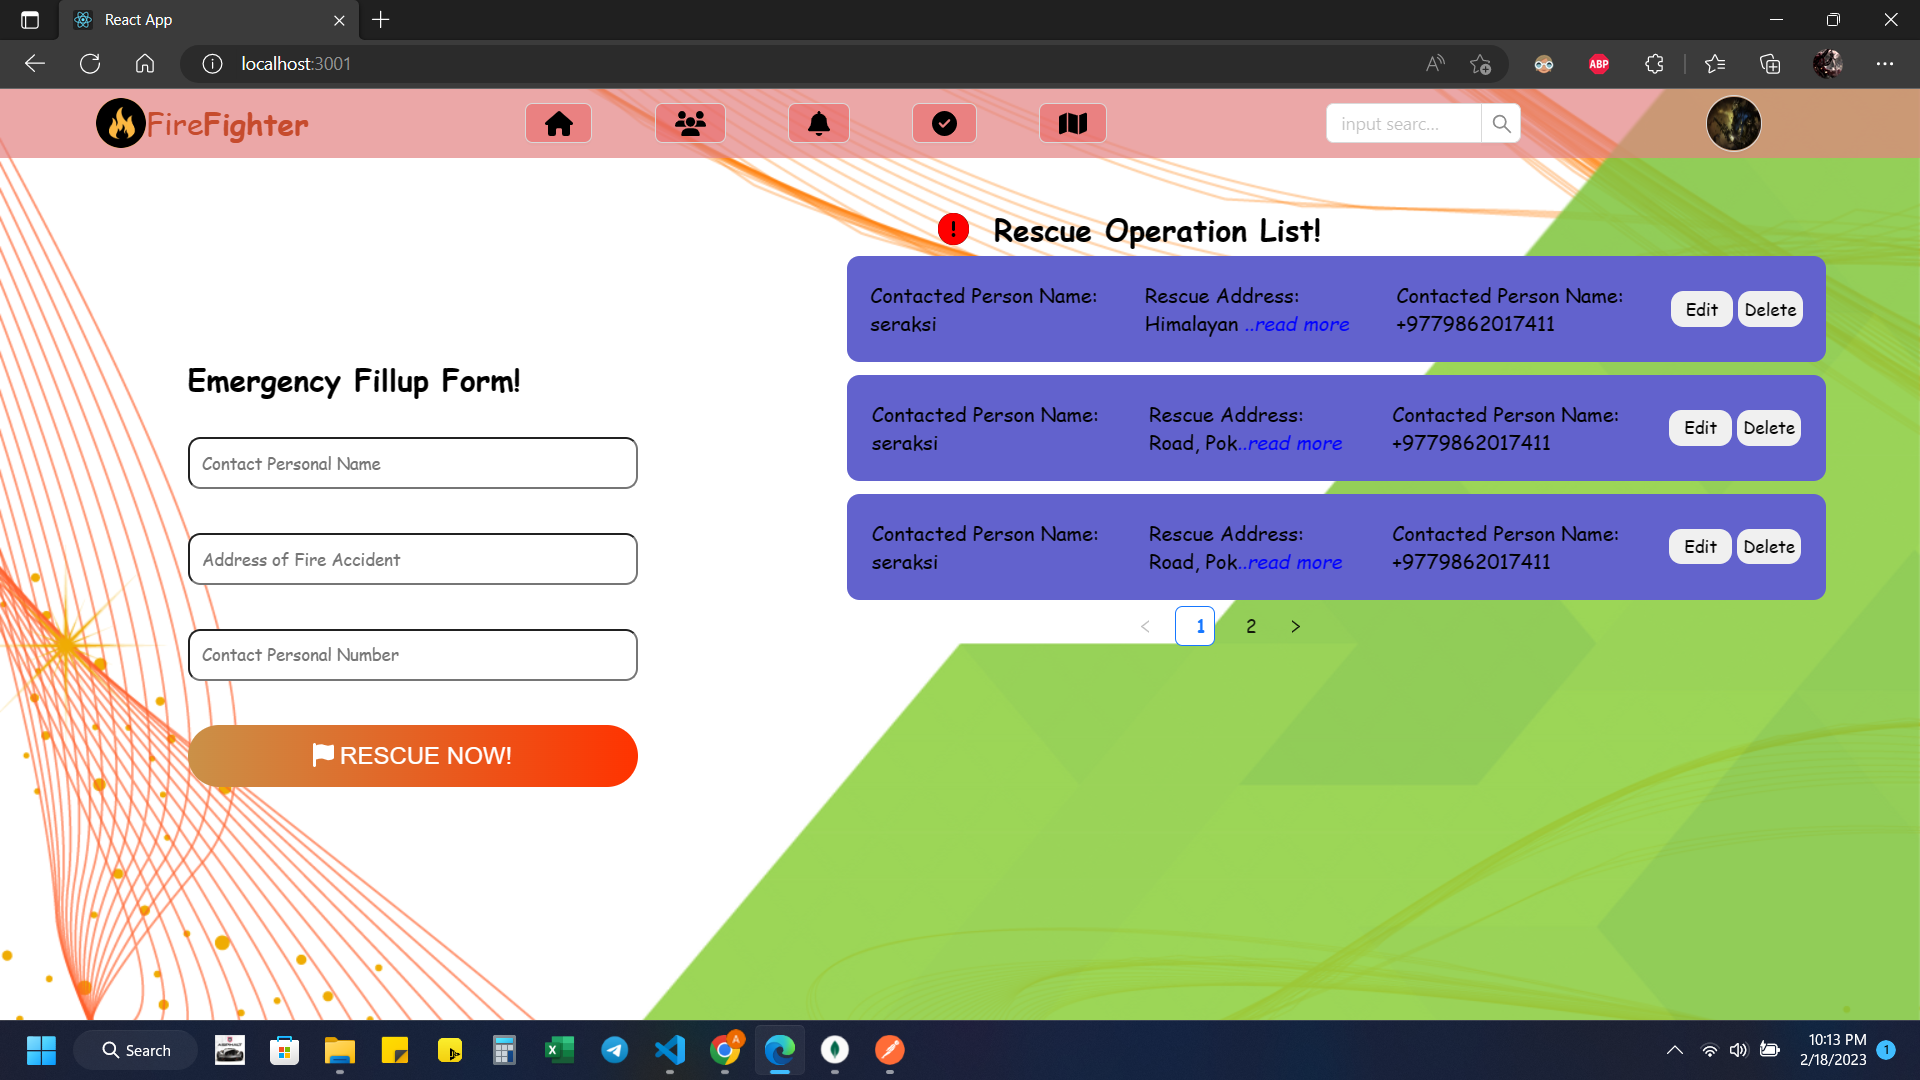 React App
localhost:3001
ABP
FireFighter
input searc...
Rescue Operation List!
Contacted Person Name:
seraksi
Rescue Address:
Himalayan ..read more
Contacted Person Name:
+9779862017411
Edit
Delete
Contacted Person Name:
seraksi
Rescue Address:
Road, Pok..read more
Contacted Person Name:
+9779862017411
Edit
Delete
Contacted Person Name:
seraksi
Rescue Address:
Road, Pok..read more
Contacted Person Name:
+9779862017411
Edit
Delete
1
2
Emergency Fillup Form!
Contact Personal Name
Address of Fire Accident
Contact Personal Number
RESCUE NOW!
Search
A
10:13 PM
2/18/2023
1